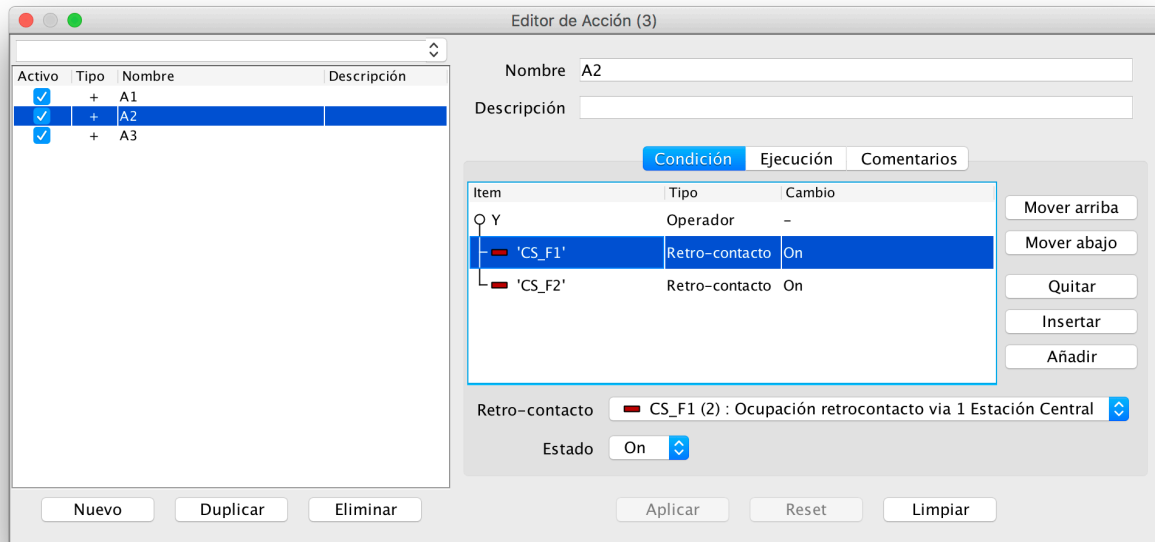 Editor de Acción (3)
Activo Tipo Nombre Descripción
+ A1
+ A2
+ A3
Nuevo Duplicar Eliminar
Nombre A2
Descripción
Condición Ejecución Comentarios
Item Tipo Cambio
Y Operador –
'CS_F1' Retro-contacto On
'CS_F2' Retro-contacto On
Mover arriba
Mover abajo
Quitar
Insertar
Añadir
Retro-contacto CS_F1 (2) : Ocupación retrocontacto via 1 Estación Central
Estado On
Aplicar Reset Limpiar